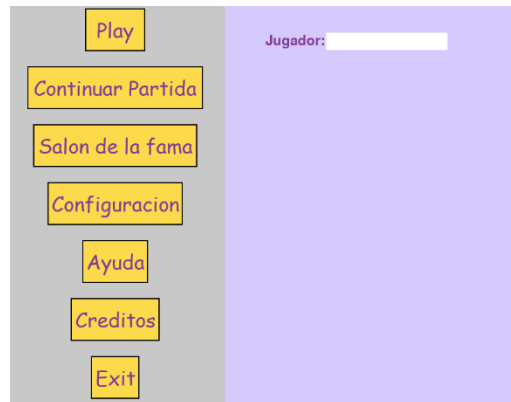 Play
Continuar Partida
Salon de la fama
Configuracion
Ayuda
Creditos
Exit
Jugador: